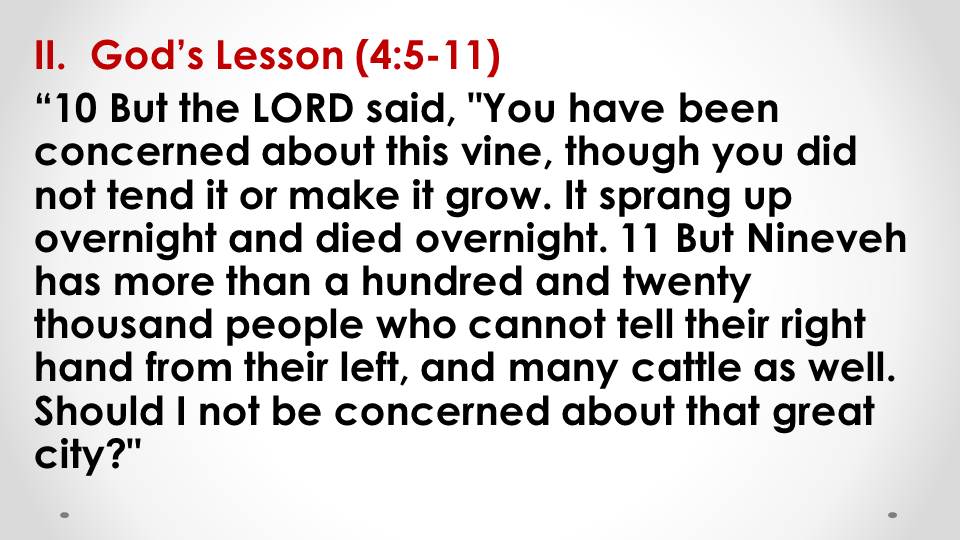 II.  God’s Lesson (4:5-11)
“10 But the LORD said, "You have been
concerned about this vine, though you did
not tend it or make it grow. It sprang up
overnight and died overnight. 11 But Nineveh
has more than a hundred and twenty
thousand people who cannot tell their right
hand from their left, and many cattle as well.
Should I not be concerned about that great
city?"